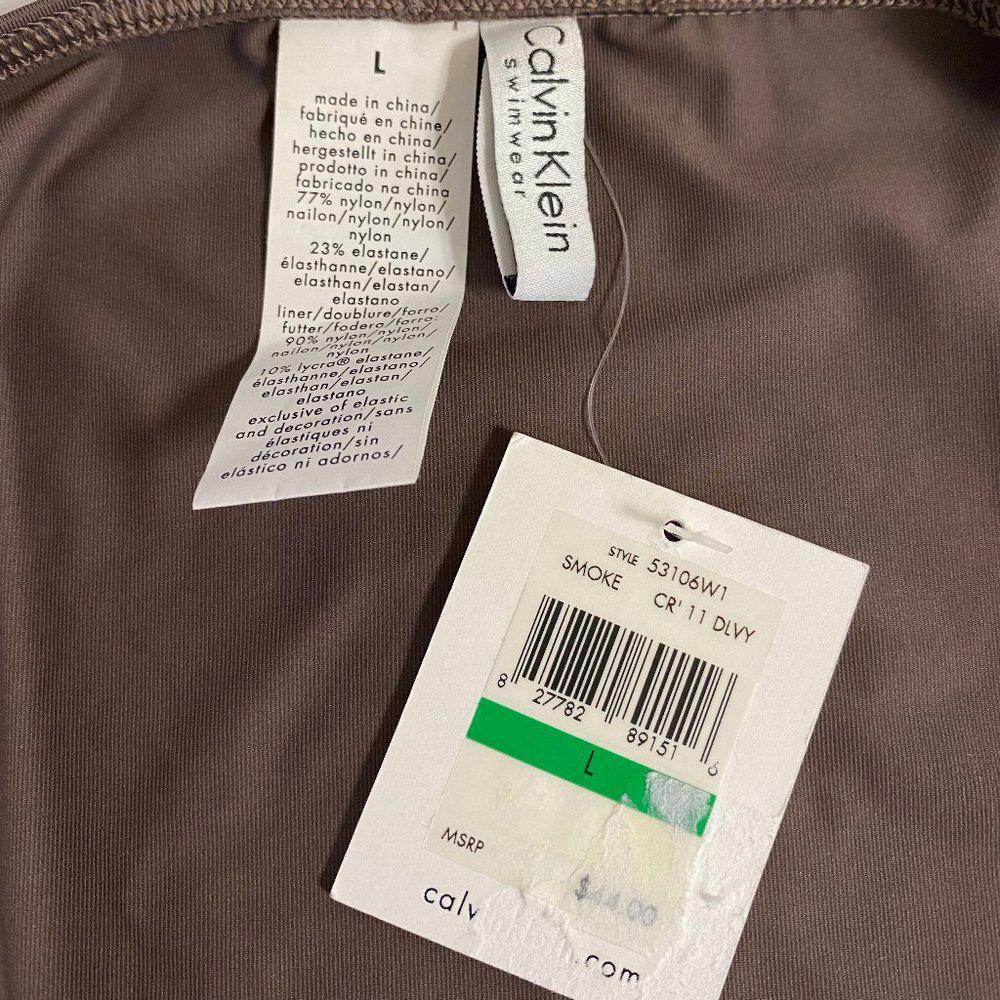 L
made in china/
fabriqué en chine/
hecho en china/
hergestellt in china/
prodotto in china/
fabricado na china
77% nylon/nylon/
nailon/nylon/nylon/
nylon
23% elastane/
élasthanne/elastano/
elasthan/elastan/
elastano
liner/doublure/forro/
futter/fodera/forro:
90% nylon/nylon/
nailon/nylon/nylon/
nylon
10% lycra® elastane/
élasthanne/elastano/
elasthan/elastan/
elastano
exclusive of elastic
and decoration/sans
élastiques ni
décoration/sin
elástico ni adornos/
Calvin Klein
swimwear
STYLE 53106W1
SMOKE CR' 11 DLVY
8 27782 89151 6
L
MSRP
$44.00
calv
.com